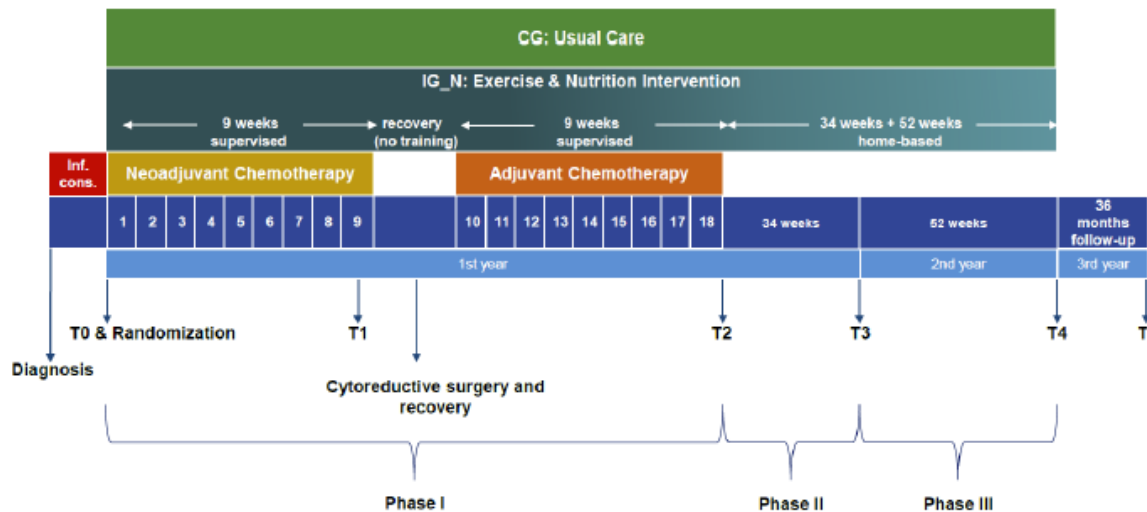 CG: Usual Care
IG_N: Exercise & Nutrition Intervention
9 weeks
supervised
recovery
(no training)
9 weeks
supervised
34 weeks + 52 weeks
home-based
Inf.
cons.
Neoadjuvant Chemotherapy
Adjuvant Chemotherapy
1 2 3 4 5 6 7 8 9 10 11 12 13 14 15 16 17 18 34 weeks 52 weeks
36
months
follow-up
1st year 2nd year 3rd year
T0 & Randomization T1 T2 T3 T4 T
Diagnosis
Cytoreductive surgery and
recovery
Phase I Phase II Phase III